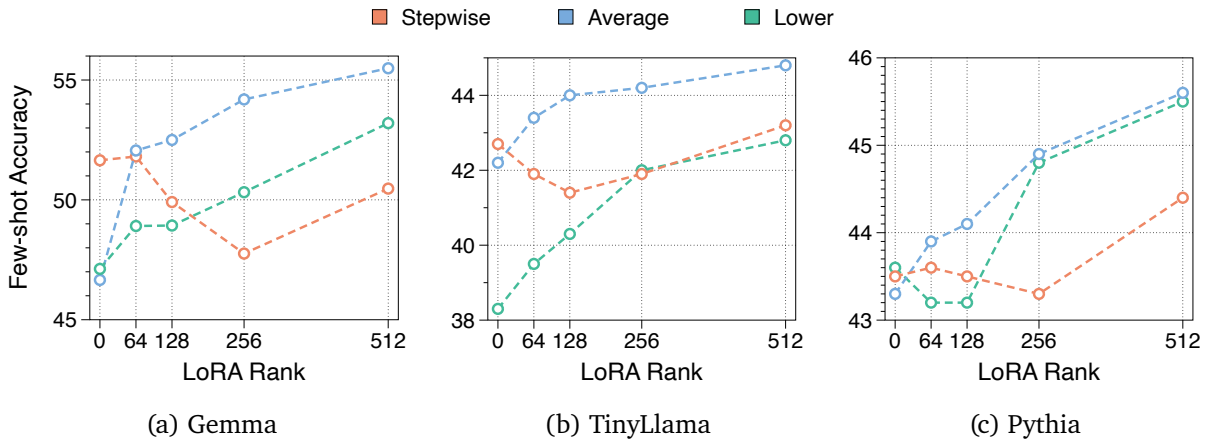 Stepwise Average Lower
Few-shot Accuracy
55
50
45
0 64 128 256 512
LoRA Rank
(a) Gemma
44
42
40
38
0 64 128 256 512
LoRA Rank
(b) TinyLlama
46
45
44
43
0 64 128 256 512
LoRA Rank
(c) Pythia